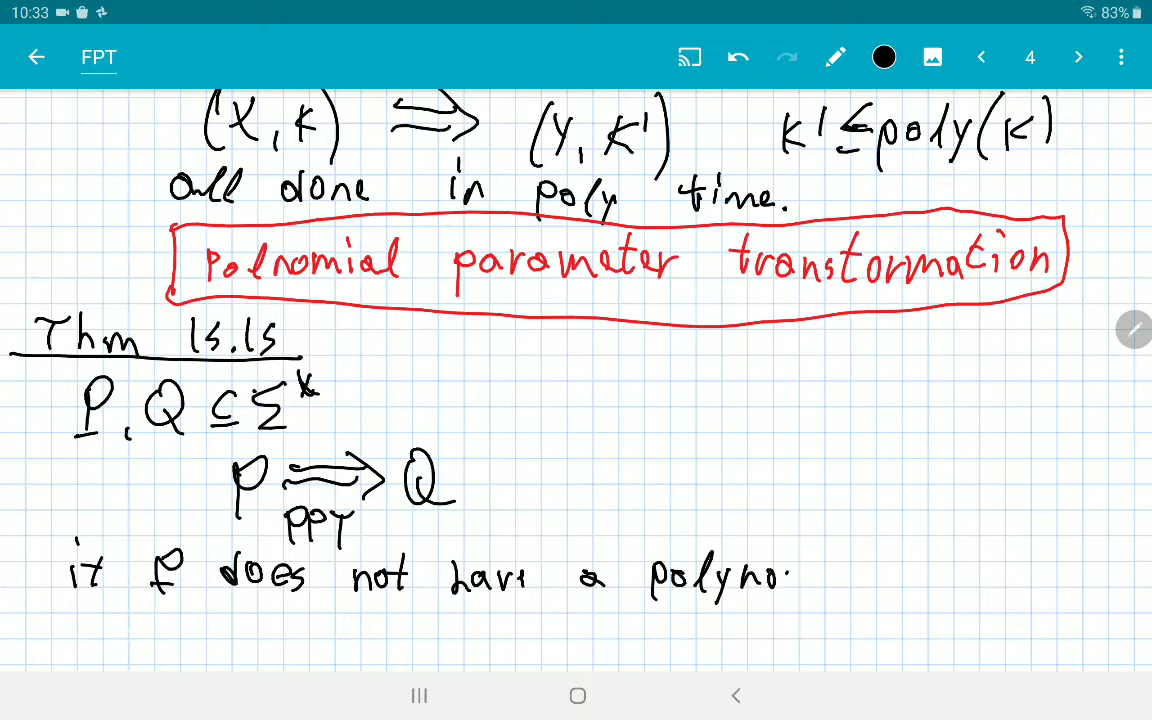 10:33 83%
FPT 4
(X, K) ⇒ (Y, K') K' ≤ poly(K)
all done in poly time.
Polnomial parameter transformation
Thm 15.15
P, Q ⊆ Σ*
P ⇒ Q
PPT
if P does not have a polyno